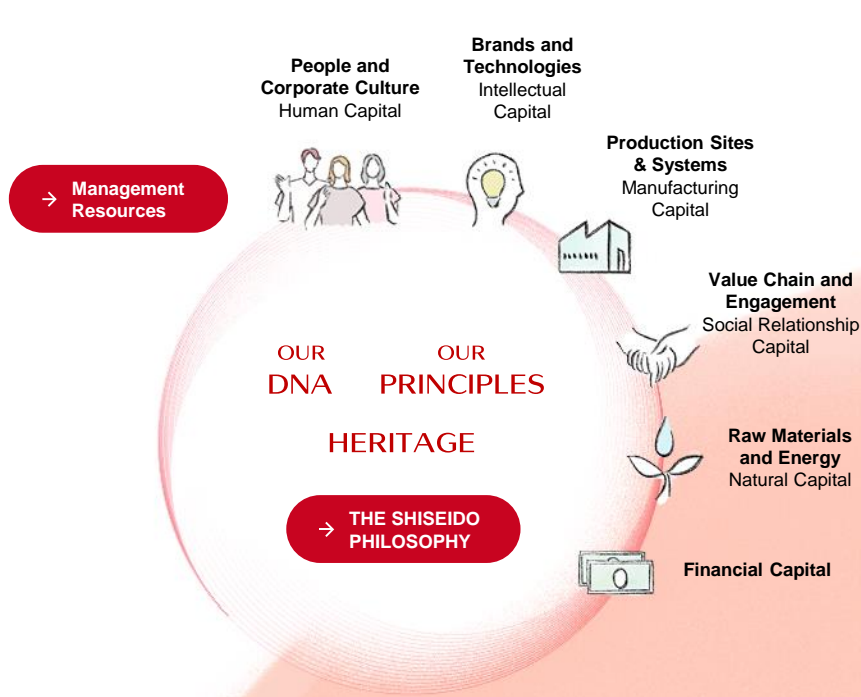 People and
Corporate Culture
Human Capital
Brands and
Technologies
Intellectual
Capital
Production Sites
& Systems
Manufacturing
Capital
→ Management
Resources
Value Chain and
Engagement
Social Relationship
Capital
OUR
DNA
OUR
PRINCIPLES
HERITAGE
Raw Materials
and Energy
Natural Capital
→ THE SHISEIDO
PHILOSOPHY
Financial Capital